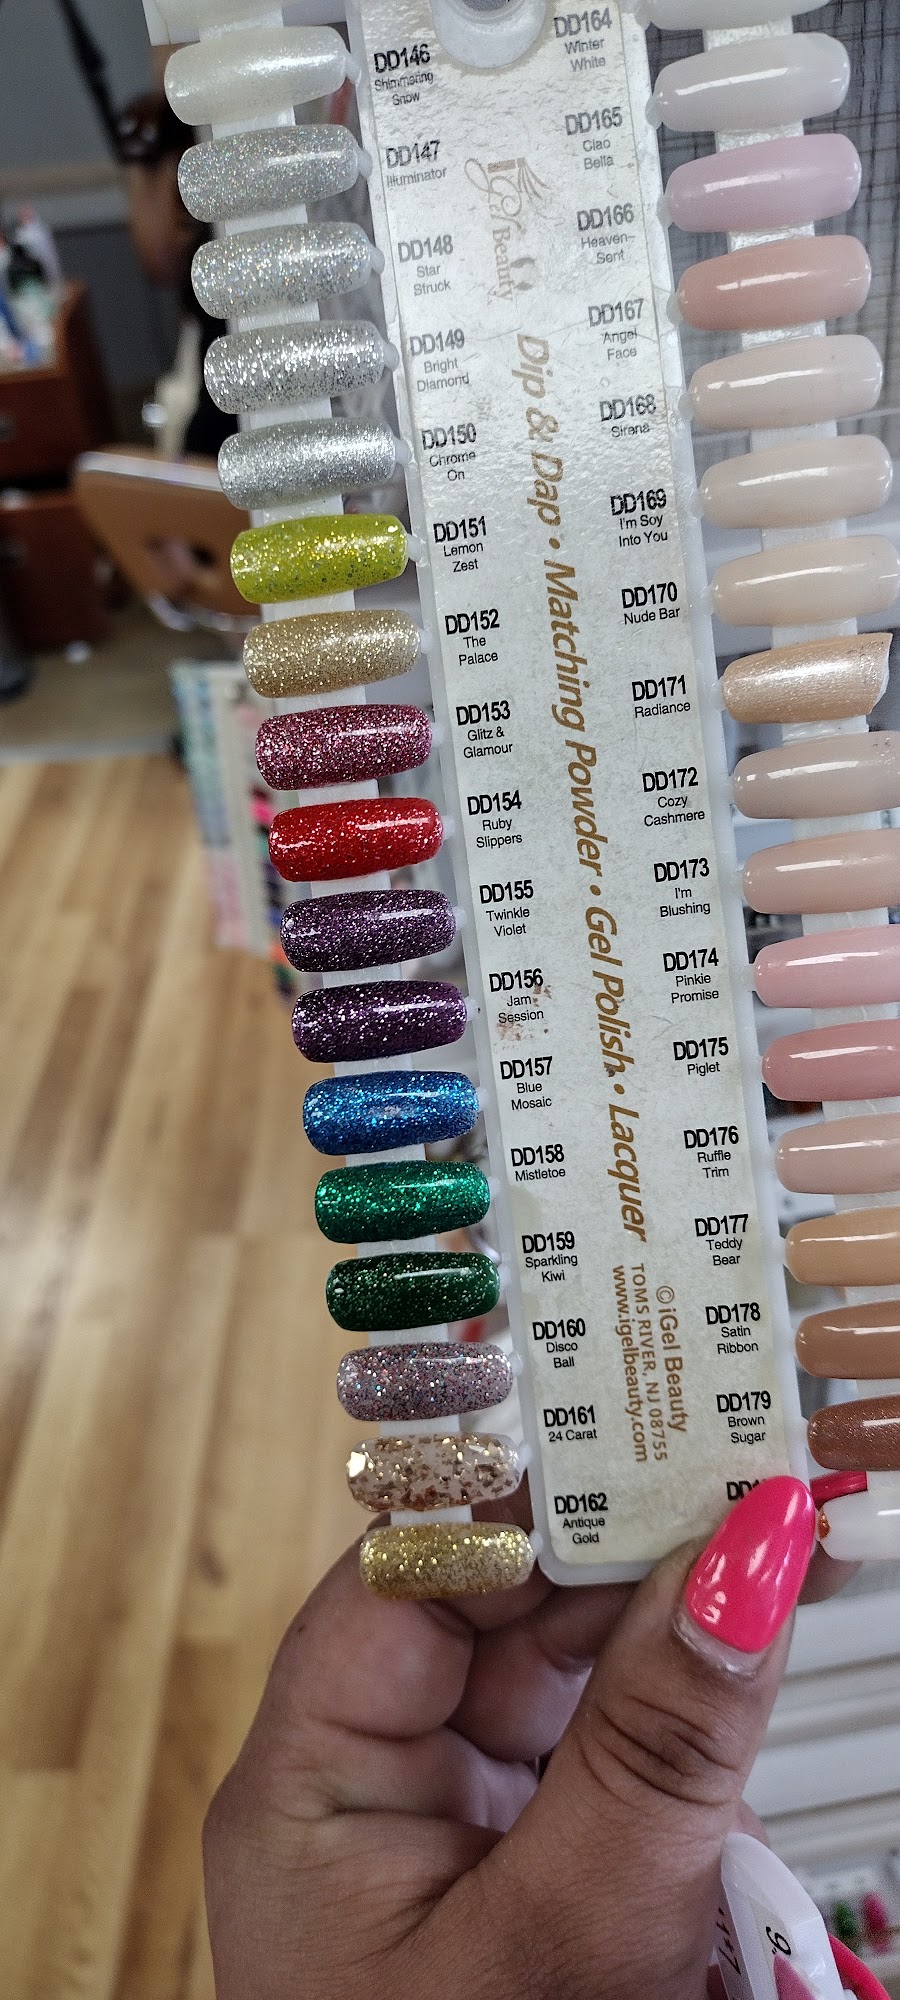 DD146
Shimmering
Snow
DD147
Illuminator
DD148
Star
Struck
DD149
Bright
Diamond
DD150
Chrome
On
DD151
Lemon
Zest
DD152
The
Palace
DD153
Glitz &
Glamour
DD154
Ruby
Slippers
DD155
Twinkle
Violet
DD156
Jam
Session
DD157
Blue
Mosaic
DD158
Mistletoe
DD159
Sparkling
Kiwi
DD160
Disco
Ball
DD161
24 Carat
DD162
Antique
Gold
iGel
Beauty
Dip & Dap • Matching Powder • Gel Polish • Lacquer
©iGel Beauty
TOMS RIVER, NJ 08755
www.igelbeauty.com
DD164
Winter
White
DD165
Ciao
Bella
DD166
Heaven-
Sent
DD167
Angel
Face
DD168
Sirena
DD169
I'm Soy
Into You
DD170
Nude Bar
DD171
Radiance
DD172
Cozy
Cashmere
DD173
I'm
Blushing
DD174
Pinkie
Promise
DD175
Piglet
DD176
Ruffle
Trim
DD177
Teddy
Bear
DD178
Satin
Ribbon
DD179
Brown
Sugar